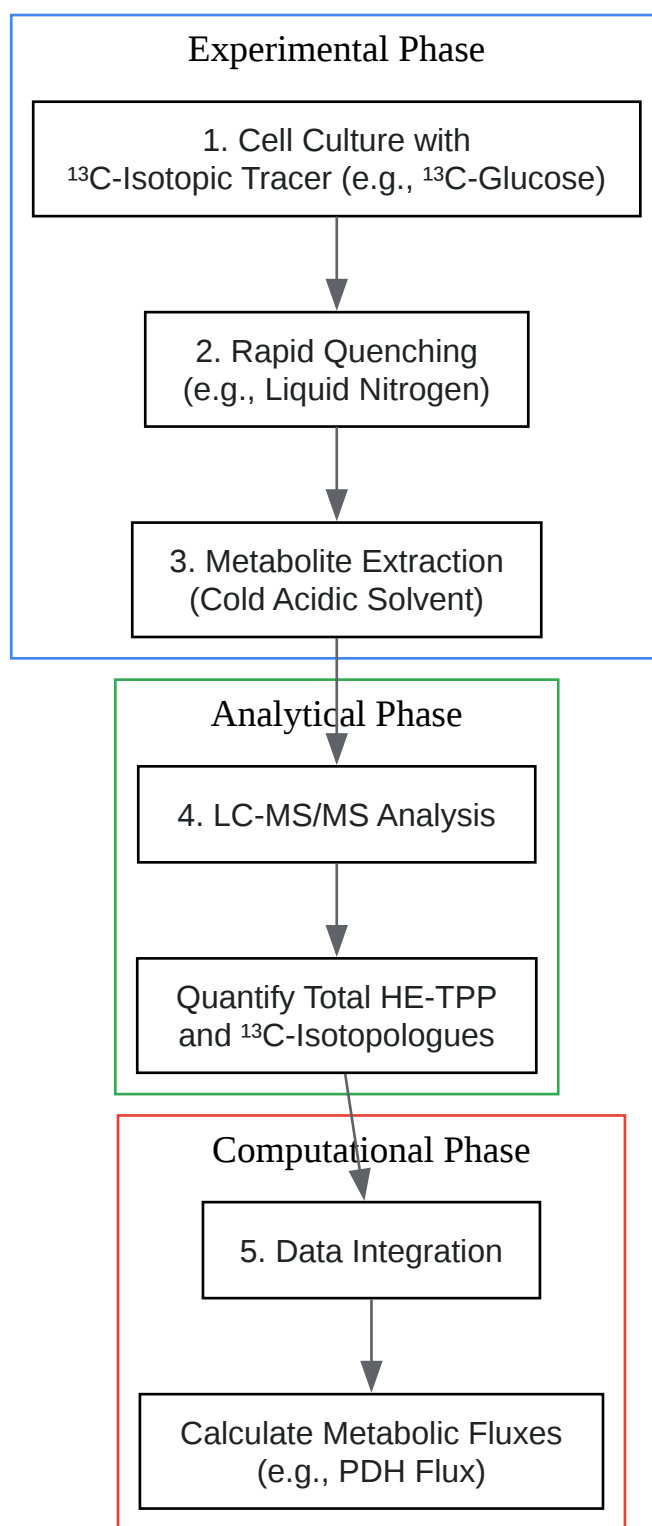 Experimental Phase
1. Cell Culture with
¹³C-Isotopic Tracer (e.g., ¹³C-Glucose)
2. Rapid Quenching
(e.g., Liquid Nitrogen)
3. Metabolite Extraction
(Cold Acidic Solvent)
Analytical Phase
4. LC-MS/MS Analysis
Quantify Total HE-TPP
and ¹³C-Isotopologues
Computational Phase
5. Data Integration
Calculate Metabolic Fluxes
(e.g., PDH Flux)